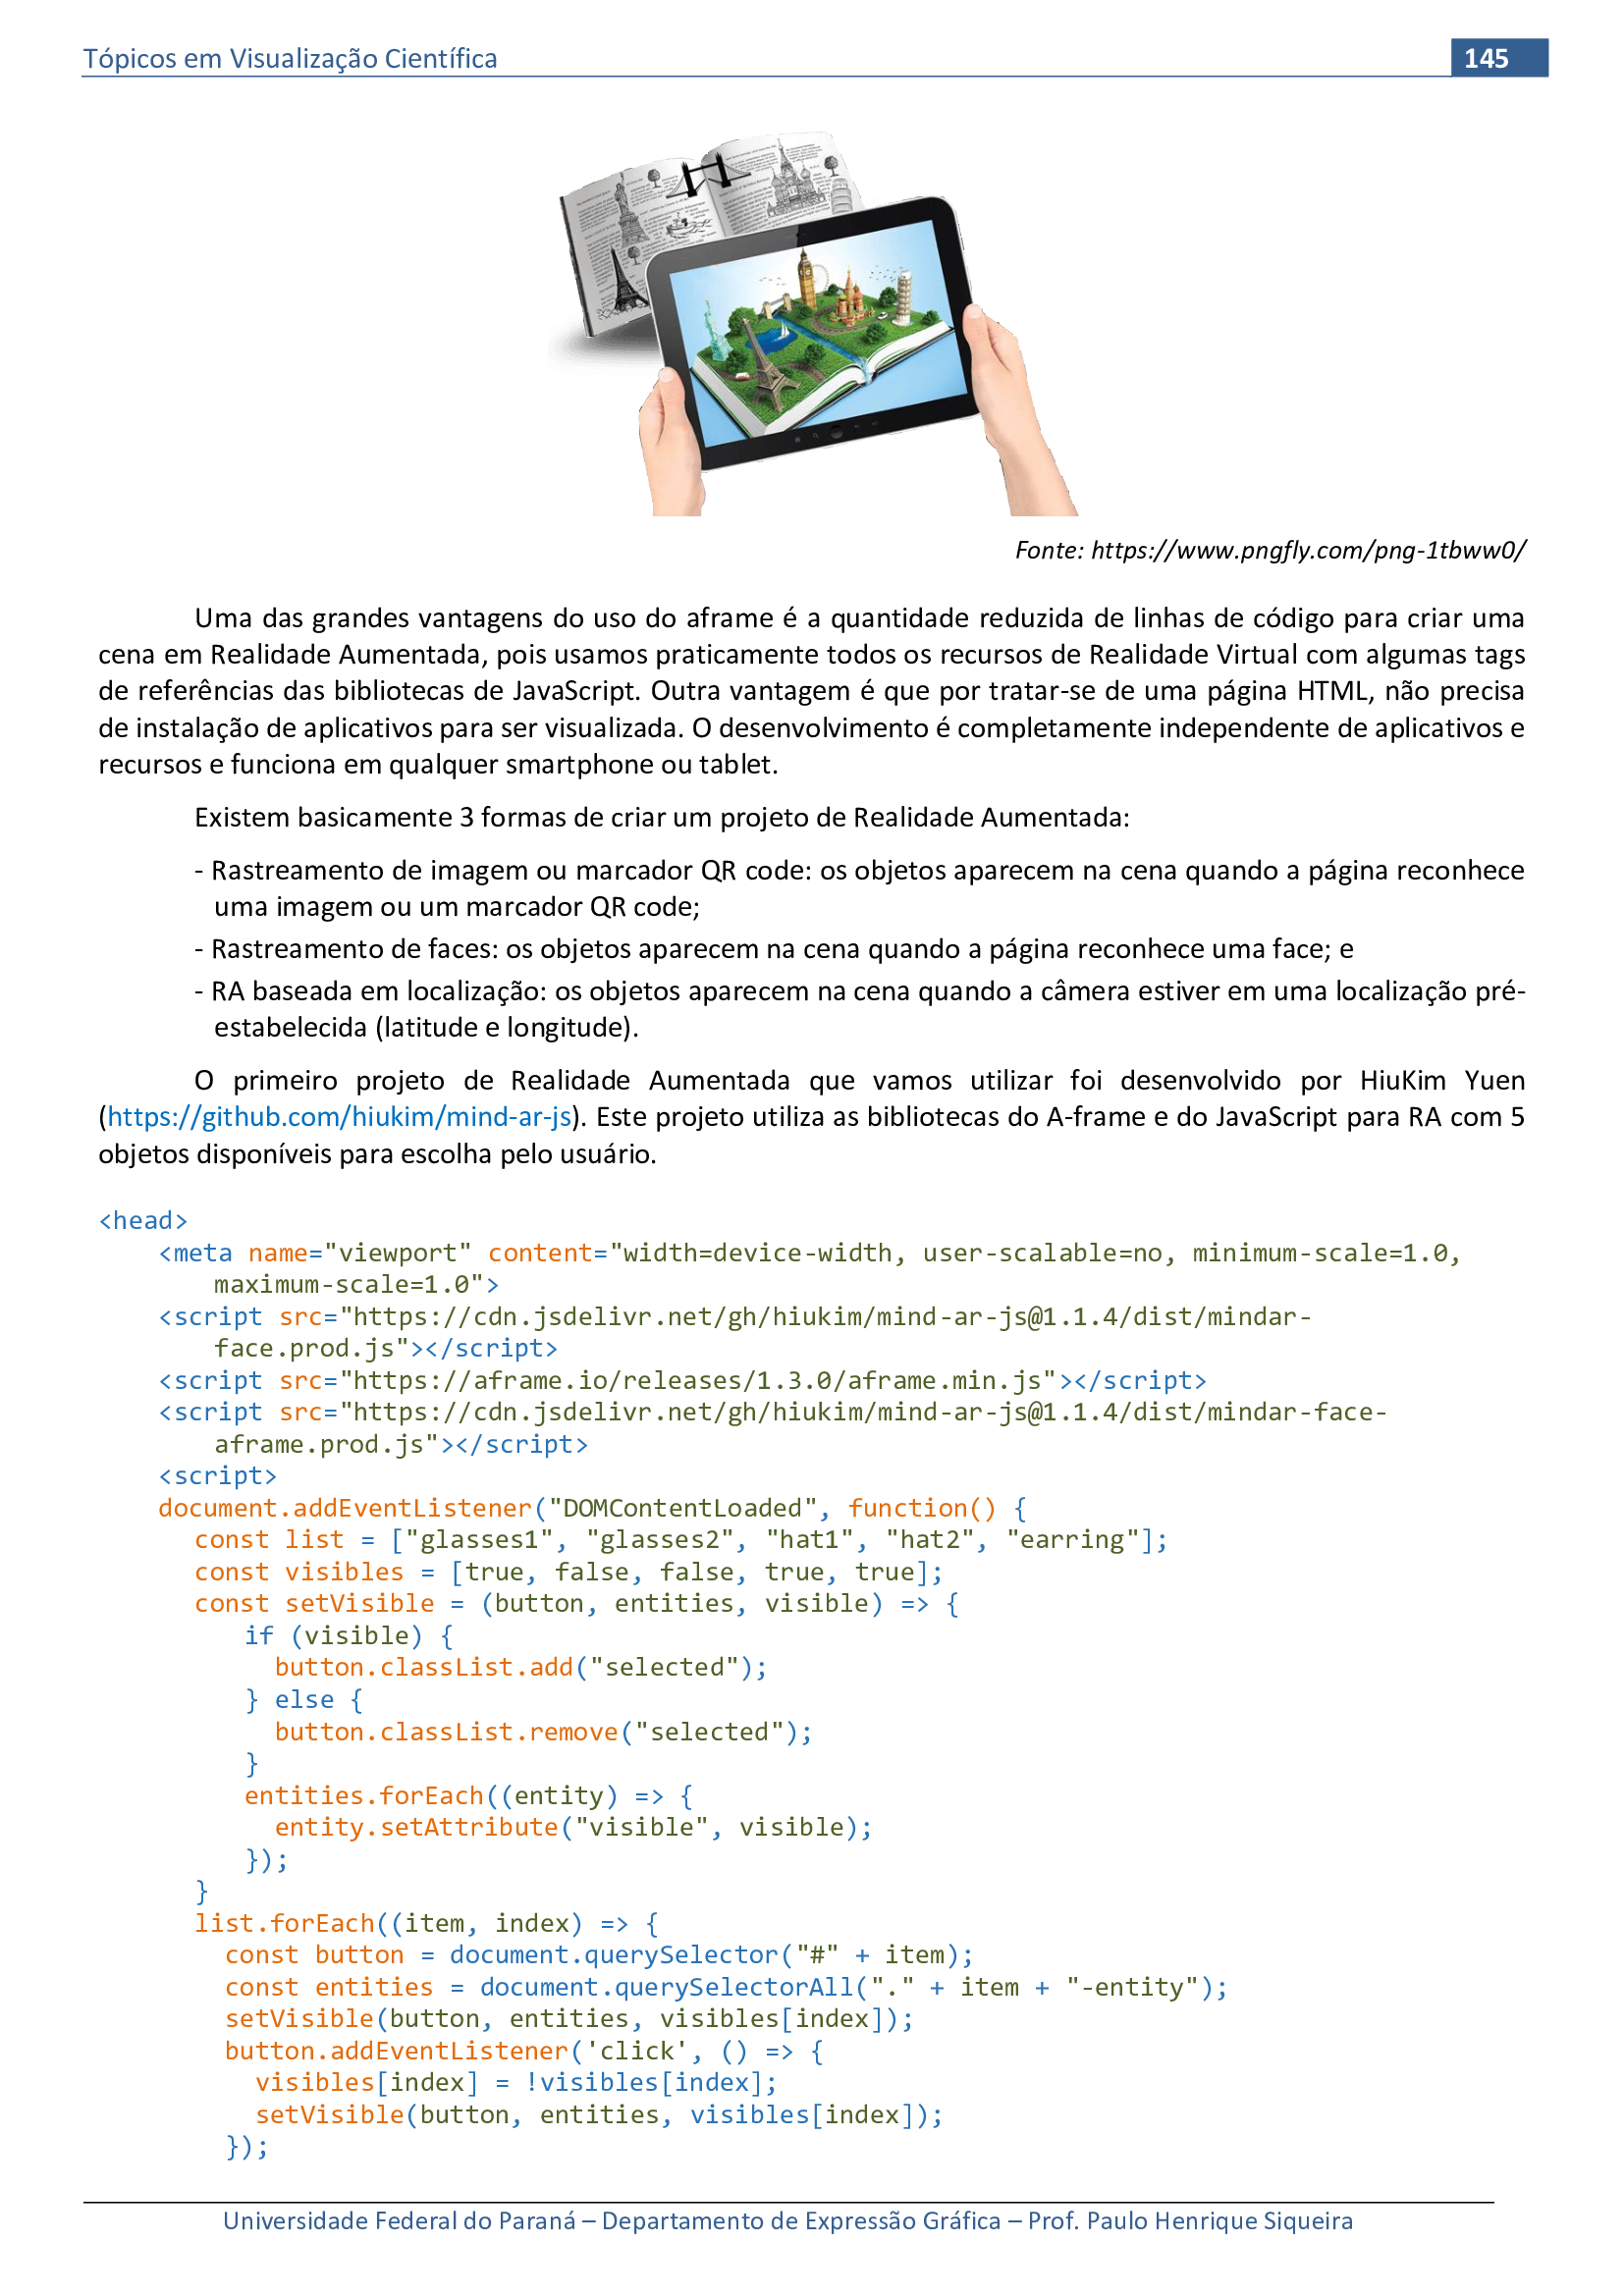 Tópicos em Visualização Científica
145
Fonte: https://www.pngfly.com/png-1tbww0/
Uma das grandes vantagens do uso do aframe é a quantidade reduzida de linhas de código para criar uma
cena em Realidade Aumentada, pois usamos praticamente todos os recursos de Realidade Virtual com algumas tags
de referências das bibliotecas de JavaScript. Outra vantagem é que por tratar-se de uma página HTML, não precisa
de instalação de aplicativos para ser visualizada. O desenvolvimento é completamente independente de aplicativos e
recursos e funciona em qualquer smartphone ou tablet.
Existem basicamente 3 formas de criar um projeto de Realidade Aumentada:
- Rastreamento de imagem ou marcador QR code: os objetos aparecem na cena quando a página reconhece
uma imagem ou um marcador QR code;
- Rastreamento de faces: os objetos aparecem na cena quando a página reconhece uma face; e
- RA baseada em localização: os objetos aparecem na cena quando a câmera estiver em uma localização pré-
estabelecida (latitude e longitude).
O primeiro projeto de Realidade Aumentada que vamos utilizar foi desenvolvido por HiuKim Yuen
(https://github.com/hiukim/mind-ar-js). Este projeto utiliza as bibliotecas do A-frame e do JavaScript para RA com 5
objetos disponíveis para escolha pelo usuário.
<head>
<meta name="viewport" content="width=device-width, user-scalable=no, minimum-scale=1.0,
maximum-scale=1.0">
<script src="https://cdn.jsdelivr.net/gh/hiukim/mind-ar-js@1.1.4/dist/mindar-
face.prod.js"></script>
<script src="https://aframe.io/releases/1.3.0/aframe.min.js"></script>
<script src="https://cdn.jsdelivr.net/gh/hiukim/mind-ar-js@1.1.4/dist/mindar-face-
aframe.prod.js"></script>
<script>
document.addEventListener("DOMContentLoaded", function() {
const list = ["glasses1", "glasses2", "hat1", "hat2", "earring"];
const visibles = [true, false, false, true, true];
const setVisible = (button, entities, visible) => {
if (visible) {
button.classList.add("selected");
} else {
button.classList.remove("selected");
}
entities.forEach((entity) => {
entity.setAttribute("visible", visible);
});
}
list.forEach((item, index) => {
const button = document.querySelector("#" + item);
const entities = document.querySelectorAll("." + item + "-entity");
setVisible(button, entities, visibles[index]);
button.addEventListener('click', () => {
visibles[index] = !visibles[index];
setVisible(button, entities, visibles[index]);
});
Universidade Federal do Paraná – Departamento de Expressão Gráfica – Prof. Paulo Henrique Siqueira